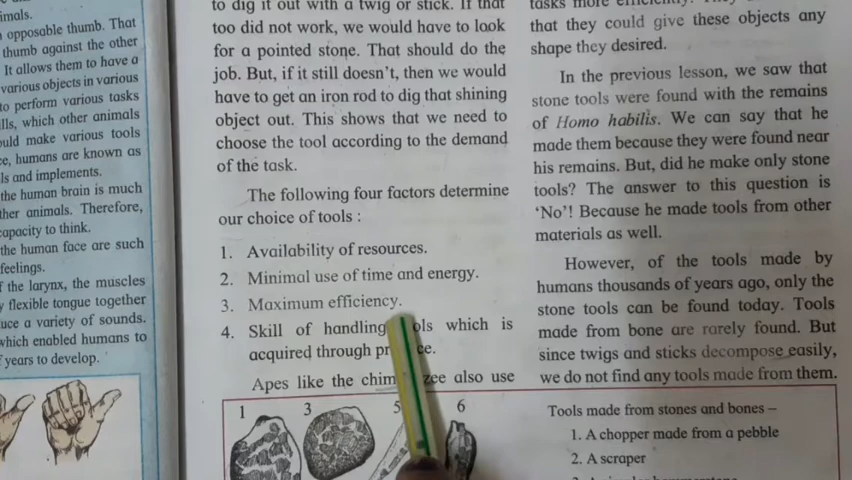 imals.
opposable thumb. That
thumb against the other
It allows them to have a
various objects in various
to perform various tasks
lls, which other animals
ould make various tools
ce, humans are known as
ls and implements.
the human brain is much
ther animals. Therefore,
capacity to think.
the human face are such
feelings.
f the larynx, the muscles
flexible tongue together
uce a variety of sounds.
which enabled humans to
years to develop.
to dig it out with a twig or stick. If that
too did not work, we would have to look
for a pointed stone. That should do the
job. But, if it still doesn't, then we would
have to get an iron rod to dig that shining
object out. This shows that we need to
choose the tool according to the demand
of the task.
The following four factors determine
our choice of tools :
1. Availability of resources.
2. Minimal use of time and energy.
3. Maximum efficiency.
4. Skill of handling ols which is
acquired through pr ce.
Apes like the chim zee also use
1 3 5 6
tasks more efficiently.
that they could give these objects any
shape they desired.
In the previous lesson, we saw that
stone tools were found with the remains
of Homo habilis. We can say that he
made them because they were found near
his remains. But, did he make only stone
tools? The answer to this question is
'No'! Because he made tools from other
materials as well.
However, of the tools made by
humans thousands of years ago, only the
stone tools can be found today. Tools
made from bone are rarely found. But
since twigs and sticks decompose easily,
we do not find any tools made from them.
Tools made from stones and bones –
1. A chopper made from a pebble
2. A scraper